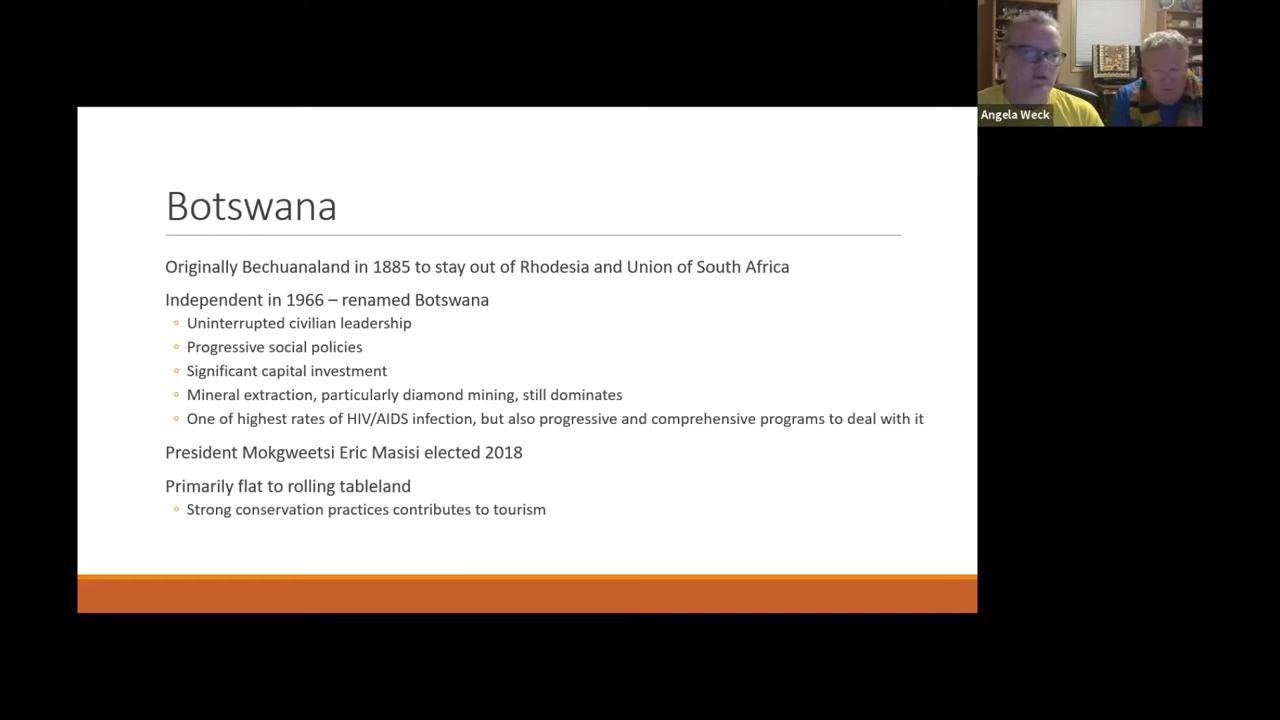 Angela Weck
Botswana
Originally Bechuanaland in 1885 to stay out of Rhodesia and Union of South Africa
Independent in 1966 – renamed Botswana
◦ Uninterrupted civilian leadership
◦ Progressive social policies
◦ Significant capital investment
◦ Mineral extraction, particularly diamond mining, still dominates
◦ One of highest rates of HIV/AIDS infection, but also progressive and comprehensive programs to deal with it
President Mokgweetsi Eric Masisi elected 2018
Primarily flat to rolling tableland
◦ Strong conservation practices contributes to tourism